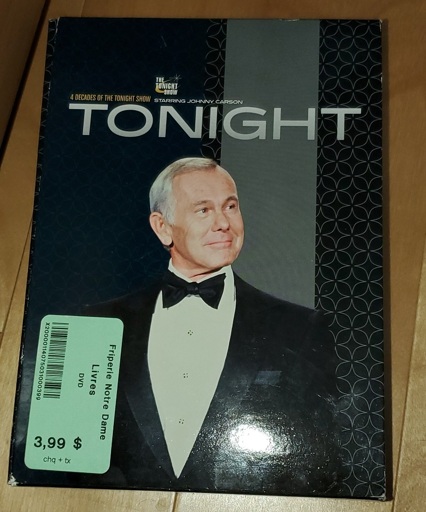 THE
TONIGHT
SHOW
4 DECADES OF THE TONIGHT SHOW STARRING JOHNNY CARSON
TONIGHT
Friperie Notre Dame
Livres
DVD
X200000114075031000399
3,99 $
chq + tx